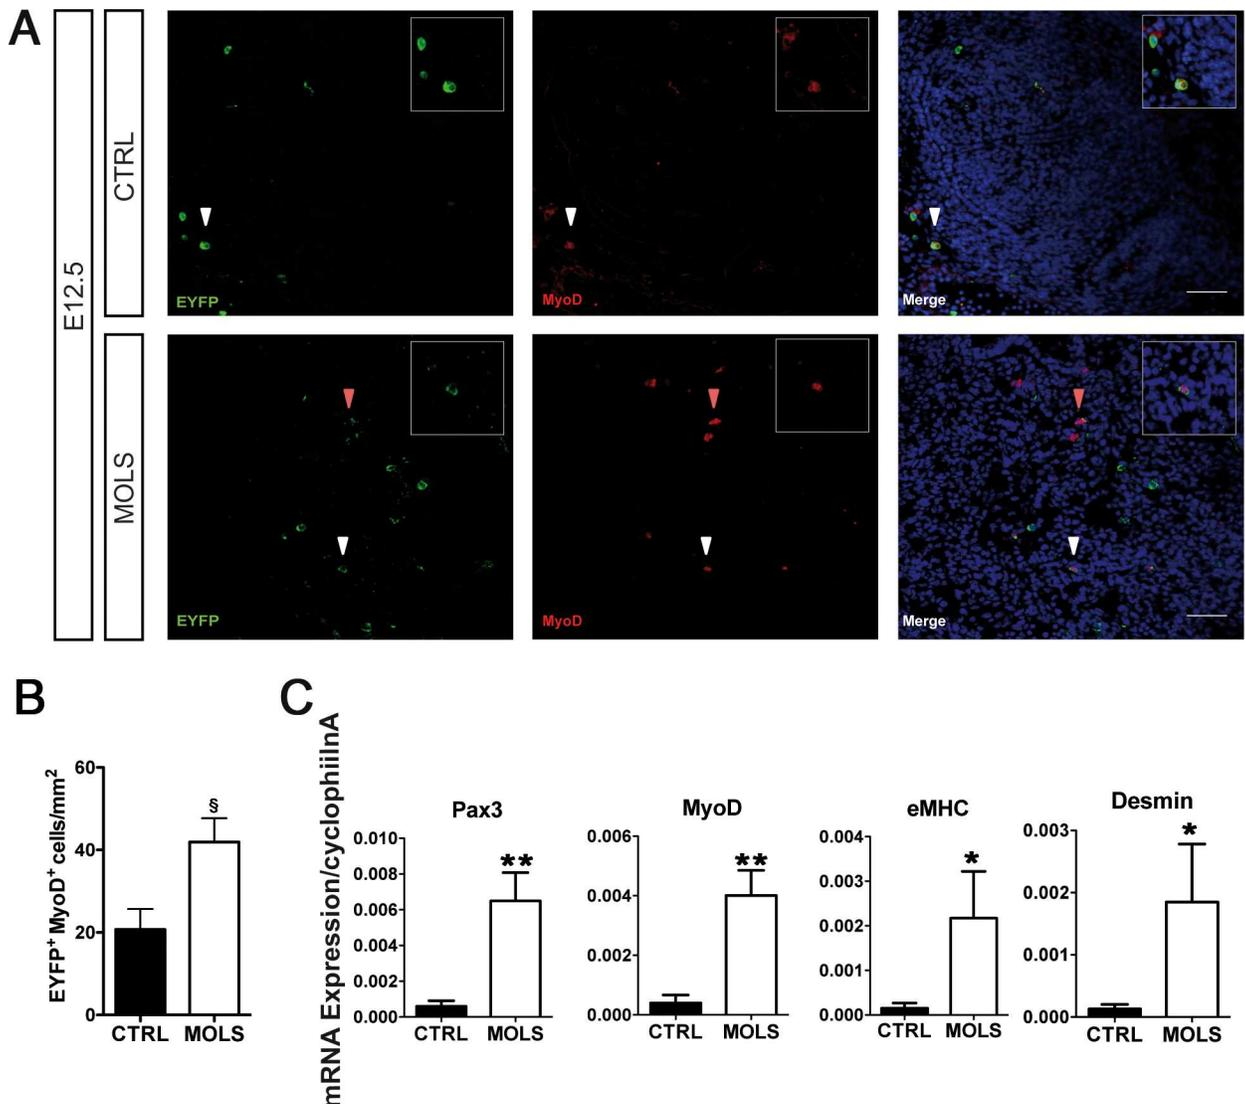 A
E12.5
CTRL
EYFP
MyoD
Merge
MOLS
EYFP
MyoD
Merge
B
EYFP+ MyoD+ cells/mm2
60
40
20
0
§
CTRL MOLS
C
mRNA Expression/cyclophiilnA
Pax3
0.010
0.008
0.006
0.004
0.002
0.000
**
CTRL MOLS
MyoD
0.006
0.004
0.002
0.000
**
CTRL MOLS
eMHC
0.004
0.003
0.002
0.001
0.000
*
CTRL MOLS
Desmin
0.003
0.002
0.001
0.000
*
CTRL MOLS